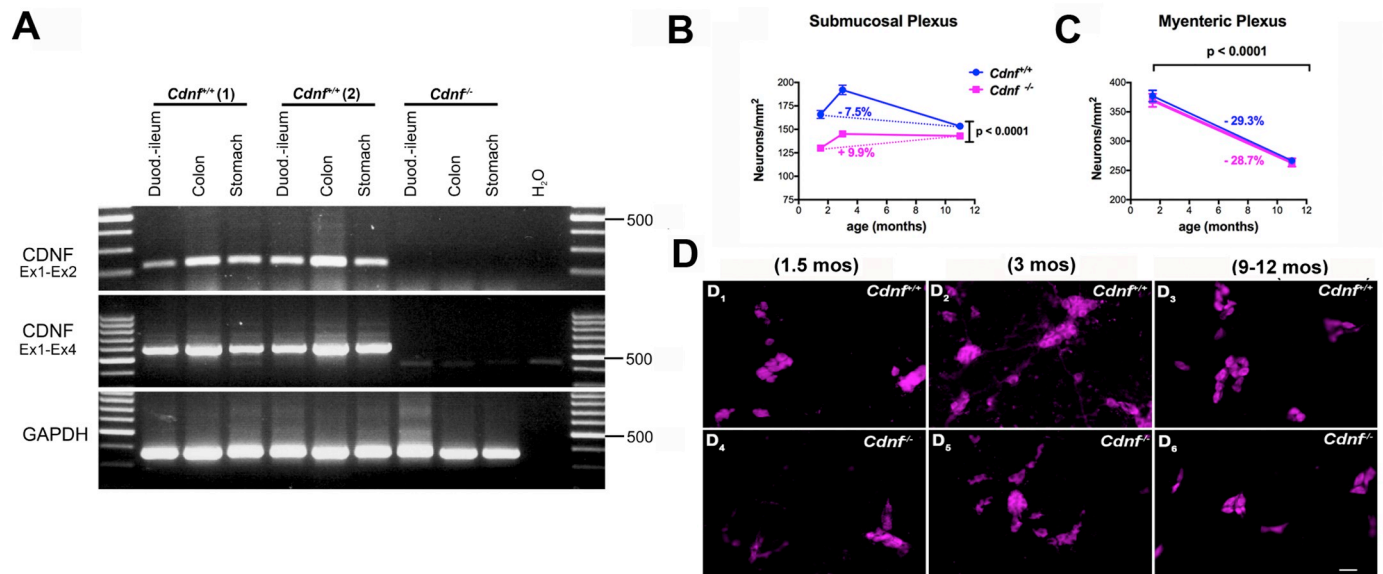 A
Cdnf+/+ (1)
Cdnf+/+ (2)
Cdnf-/-
Duod.-ileum
Colon
Stomach
Duod.-ileum
Colon
Stomach
Duod.-ileum
Colon
Stomach
H2O
CDNF
Ex1-Ex2
500
CDNF
Ex1-Ex4
500
GAPDH
500
B
Submucosal Plexus
Cdnf+/+
Cdnf -/-
Neurons/mm2
200
175
150
125
100
75
- 7.5%
+ 9.9%
p < 0.0001
0 2 4 6 8 10 12
age (months)
C
Myenteric Plexus
p < 0.0001
Neurons/mm2
400
350
300
250
200
- 29.3%
- 28.7%
0 2 4 6 8 10 12
age (months)
D
(1.5 mos)
(3 mos)
(9-12 mos)
D1
Cdnf+/+
D2
Cdnf+/+
D3
Cdnf+/+
D4
Cdnf-/-
D5
Cdnf-/-
D6
Cdnf-/-